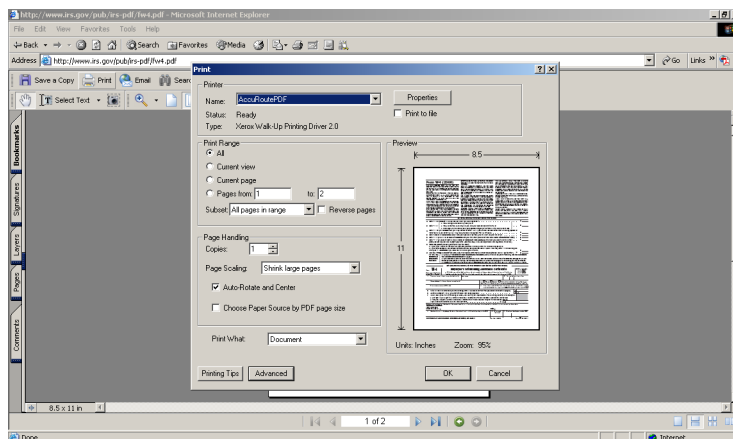 http://www.irs.gov/pub/irs-pdf/fw4.pdf - Microsoft Internet Explorer
File Edit View Favorites Tools Help
Back Search Favorites Media
Address http://www.irs.gov/pub/irs-pdf/fw4.pdf Go Links »
Save a Copy Print Email Searc
Select Text
Bookmarks
Signatures
Layers
Pages
Comments
Print
Printer
Name: AccuRoutePDF Properties
Status: Ready Print to file
Type: Xerox Walk-Up Printing Driver 2.0
Print Range
All
Current view
Current page
Pages from: 1 to: 2
Subset: All pages in range Reverse pages
Page Handling
Copies: 1
Page Scaling: Shrink large pages
Auto-Rotate and Center
Choose Paper Source by PDF page size
Print What: Document
Preview
8.5
11
W-4
Units: Inches Zoom: 95%
Printing Tips Advanced OK Cancel
8.5 x 11 in
1 of 2
Done Internet